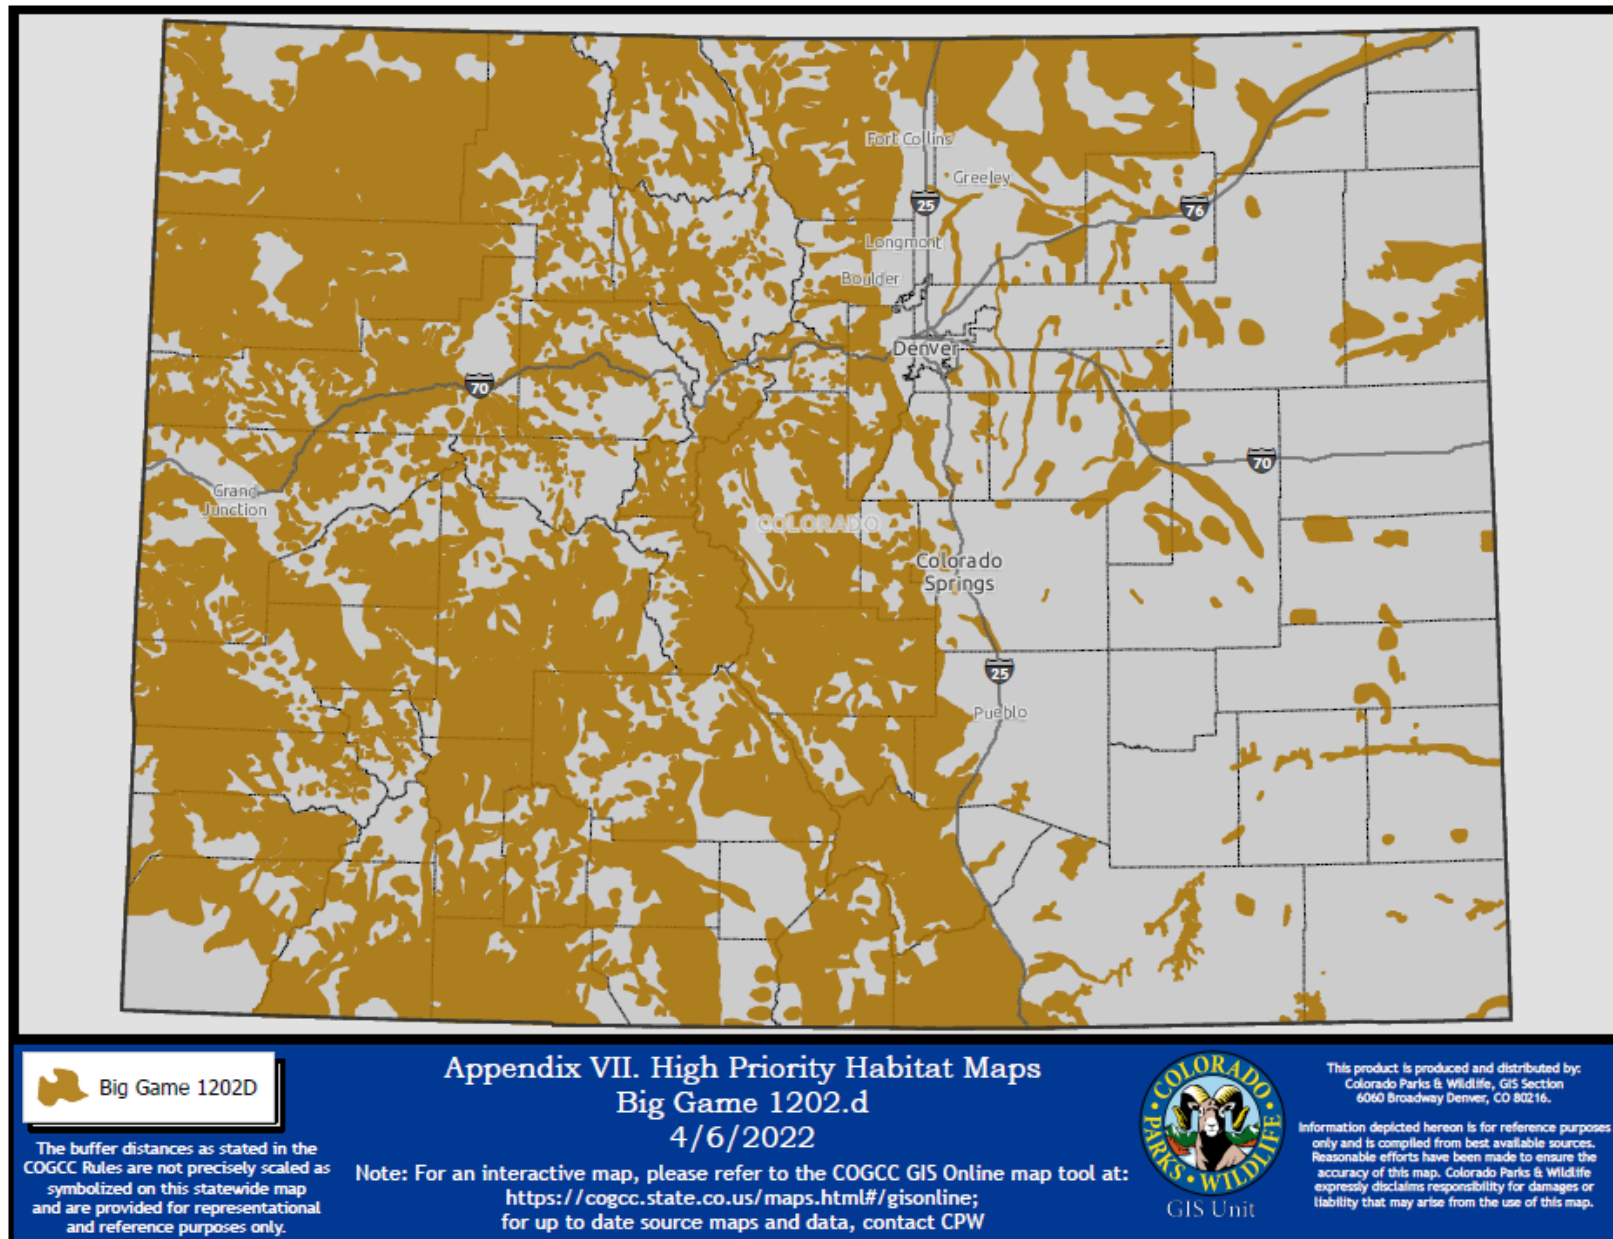 Fort Collins
Greeley
25
76
Longmont
Boulder
Denver
70
70
Grand
Junction
COLORADO
Colorado
Springs
25
Pueblo
Big Game 1202D
The buffer distances as stated in the
COGCC Rules are not precisely scaled as
symbolized on this statewide map
and are provided for representational
and reference purposes only.
Appendix VII. High Priority Habitat Maps
Big Game 1202.d
4/6/2022
Note: For an interactive map, please refer to the COGCC GIS Online map tool at:
https://cogcc.state.co.us/maps.html#/gisonline;
for up to date source maps and data, contact CPW
COLORADO
PARKS & WILDLIFE
GIS Unit
This product is produced and distributed by:
Colorado Parks & Wildlife, GIS Section
6060 Broadway Denver, CO 80216.
Information depicted hereon is for reference purposes
only and is compiled from best available sources.
Reasonable efforts have been made to ensure the
accuracy of this map. Colorado Parks & Wildlife
expressly disclaims responsibility for damages or
liability that may arise from the use of this map.